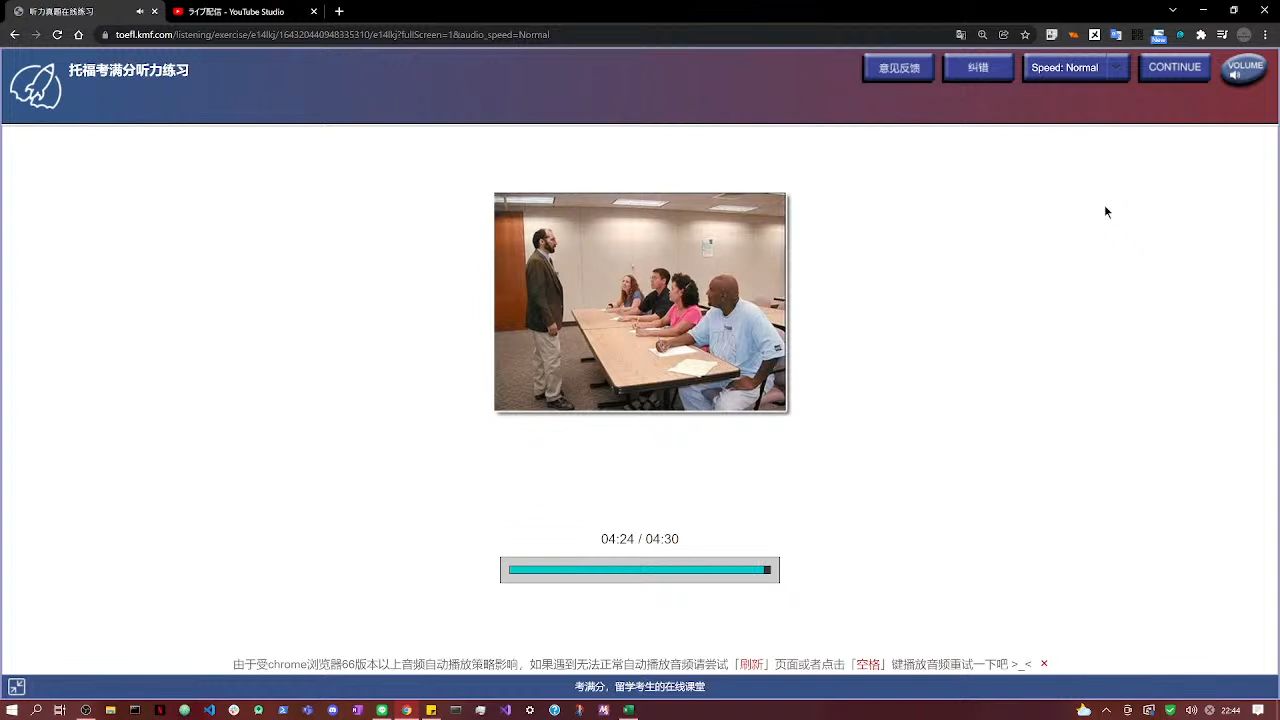 听力真题在线练习
ライブ配信 - YouTube Studio
toefl.kmf.com/listening/exercise/e14llj/164320440948335310/e14llj?fullScreen=1&audio_speed=Normal
New
托福考满分听力练习
意见反馈
纠错
Speed: Normal
CONTINUE
VOLUME
04:24 / 04:30
由于受chrome浏览器66版本以上音频自动播放策略影响，如果遇到无法正常自动播放音频请尝试「刷新」页面或者点击「空格」键播放音频重试一下吧 >_< ×
考满分，留学考生的在线课堂
22:44